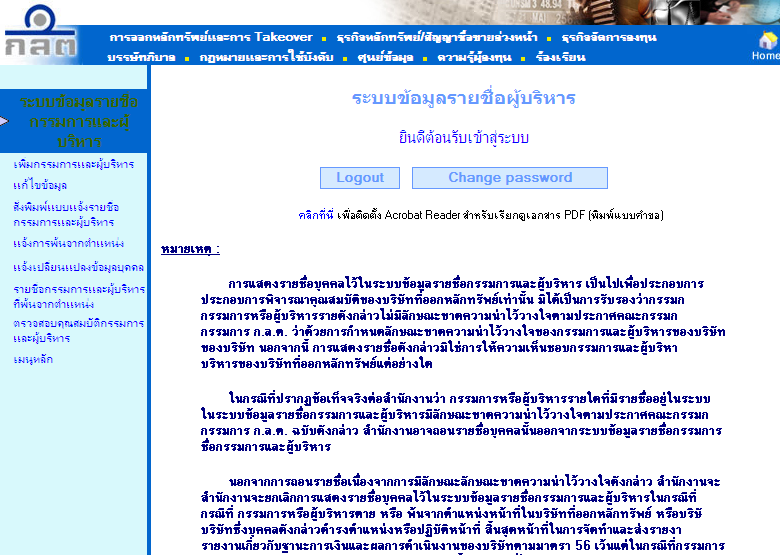 กลต
การออกหลักทรัพย์และการ Takeover ธุรกิจหลักทรัพย์/สัญญาซื้อขายล่วงหน้า ธุรกิจจัดการลงทุน
บรรษัทภิบาล กฎหมายและการใช้บังคับ ศูนย์ข้อมูล ความรู้ผู้ลงทุน ร้องเรียน
Home
ระบบข้อมูลรายชื่อ
กรรมการและผู้
บริหาร
เพิ่มกรรมการและผู้บริหาร
แก้ไขข้อมูล
สั่งพิมพ์แบบแจ้งรายชื่อ
กรรมการและผู้บริหาร
แจ้งการพ้นจากตำแหน่ง
แจ้งเปลี่ยนแปลงข้อมูลบุคคล
รายชื่อกรรมการและผู้บริหาร
ที่พ้นจากตำแหน่ง
ตรวจสอบคุณสมบัติกรรมการ
และผู้บริหาร
เมนูหลัก
ระบบข้อมูลรายชื่อผู้บริหาร
ยินดีต้อนรับเข้าสู่ระบบ
Logout Change password
คลิกที่นี่ เพื่อติดตั้ง Acrobat Reader สำหรับเรียกดูเอกสาร PDF (พิมพ์แบบคำขอ)
หมายเหตุ :
การแสดงรายชื่อบุคคลไว้ในระบบข้อมูลรายชื่อกรรมการและผู้บริหาร เป็นไปเพื่อประกอบการ
ประกอบการพิจารณาคุณสมบัติของบริษัทที่ออกหลักทรัพย์เท่านั้น มิได้เป็นการรับรองว่ากรรมก
กรรมการหรือผู้บริหารรายดังกล่าวไม่มีลักษณะขาดความน่าไว้วางใจตามประกาศคณะกรรมก
กรรมการ ก.ล.ต. ว่าด้วยการกำหนดลักษณะขาดความน่าไว้วางใจของกรรมการและผู้บริหารของบริษัท
ของบริษัท นอกจากนี้ การแสดงรายชื่อดังกล่าวมิใช่การให้ความเห็นชอบกรรมการและผู้บริหา
บริหารของบริษัทที่ออกหลักทรัพย์แต่อย่างใด
ในกรณีที่ปรากฏข้อเท็จจริงต่อสำนักงานว่า กรรมการหรือผู้บริหารรายใดที่มีรายชื่ออยู่ในระบบ
ในระบบข้อมูลรายชื่อกรรมการและผู้บริหารมีลักษณะขาดความน่าไว้วางใจตามประกาศคณะกรรมก
กรรมการ ก.ล.ต. ฉบับดังกล่าว สำนักงานอาจถอนรายชื่อบุคคลนั้นออกจากระบบข้อมูลรายชื่อกรรมการ
ชื่อกรรมการและผู้บริหาร
นอกจากการถอนรายชื่อเนื่องจากการมีลักษณะลักษณะขาดความน่าไว้วางใจดังกล่าว สำนักงานจะ
สำนักงานจะยกเลิกการแสดงรายชื่อบุคคลไว้ในระบบข้อมูลรายชื่อกรรมการและผู้บริหารในกรณีที่
กรณีที่ กรรมการหรือผู้บริหารตาย หรือ พ้นจากตำแหน่งหน้าที่ในบริษัทที่ออกหลักทรัพย์ หรือบริษั
บริษัทซึ่งบุคคลดังกล่าวดำรงตำแหน่งหรือปฏิบัติหน้าที่ สิ้นสุดหน้าที่ในการจัดทำและส่งรายงา
รายงานเกี่ยวกับฐานะการเงินและผลการดำเนินงานของบริษัทตามมาตรา 56 เว้นแต่ในกรณีที่กรรมการ